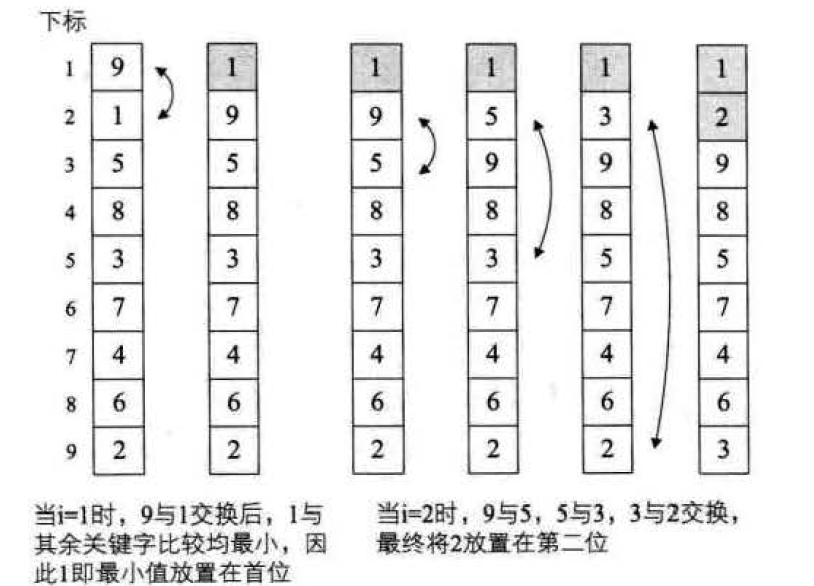 下标
1 9 1 1 1 1 1
2 1 9 9 5 3 2
3 5 5 5 9 9 9
4 8 8 8 8 8 8
5 3 3 3 3 5 5
6 7 7 7 7 7 7
7 4 4 4 4 4 4
8 6 6 6 6 6 6
9 2 2 2 2 2 3
当i=1时，9与1交换后，1与
其余关键字比较均最小，因
此1即最小值放置在首位
当i=2时，9与5，5与3，3与2交换，
最终将2放置在第二位